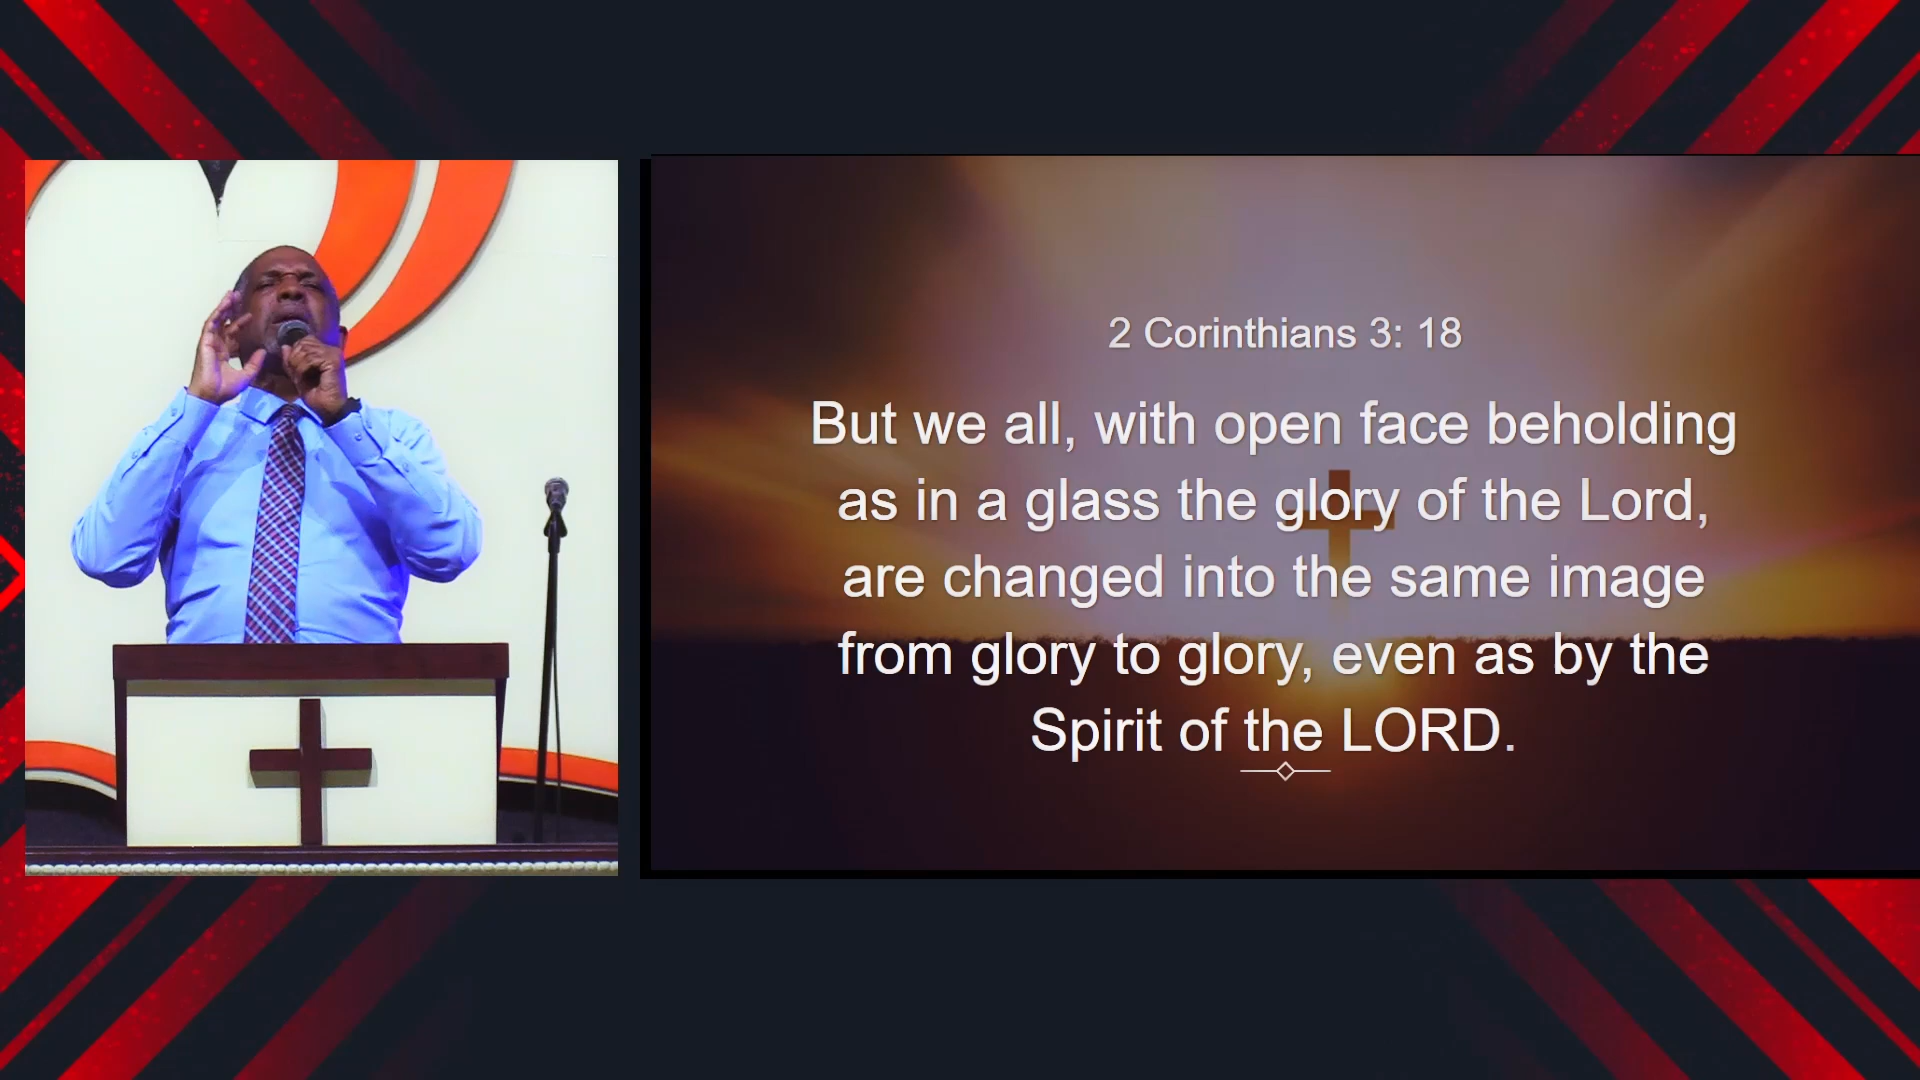 2 Corinthians 3: 18
But we all, with open face beholding
as in a glass the glory of the Lord,
are changed into the same image
from glory to glory, even as by the
Spirit of the LORD.